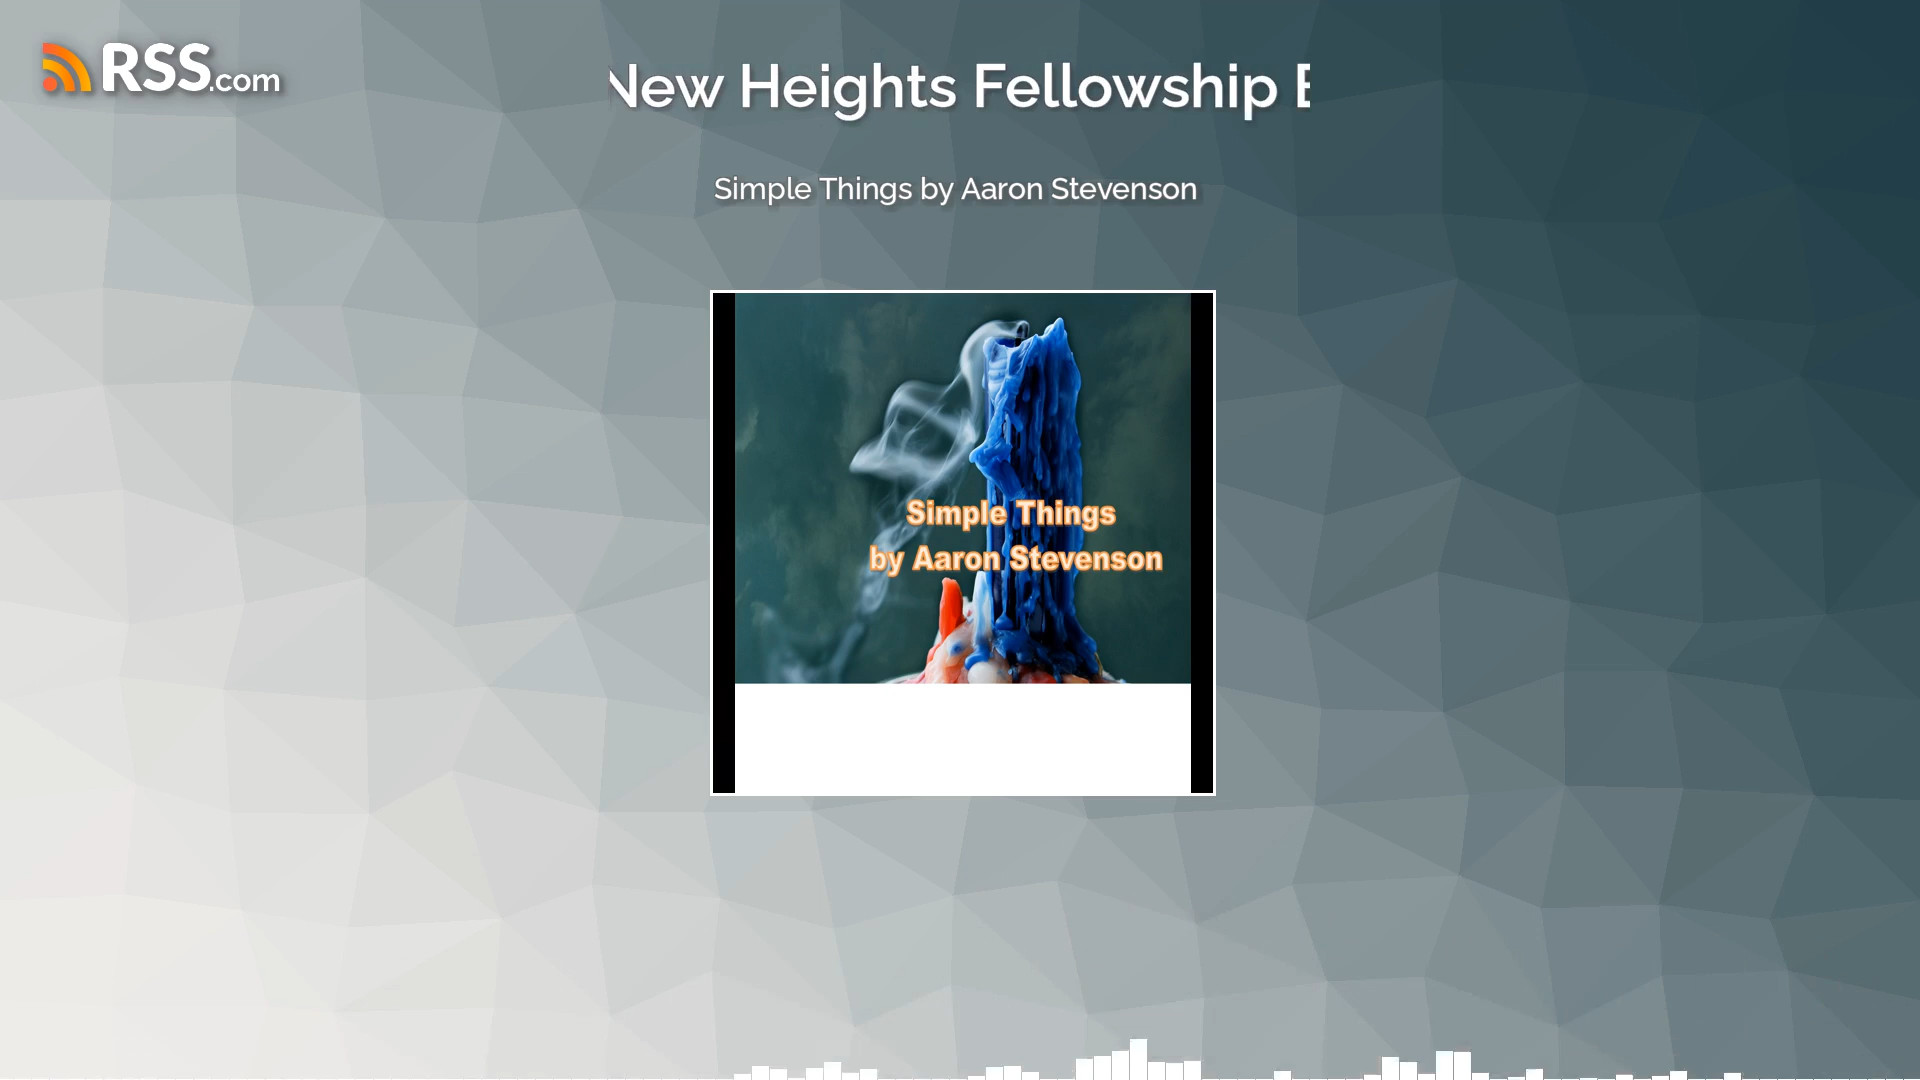 RSS.com
New Heights Fellowship
Simple Things by Aaron Stevenson
Simple Things
by Aaron Stevenson